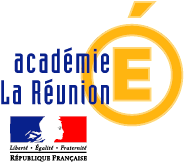 académie
La Réunion
É
Liberté • Égalité • Fraternité
RÉPUBLIQUE FRANÇAISE